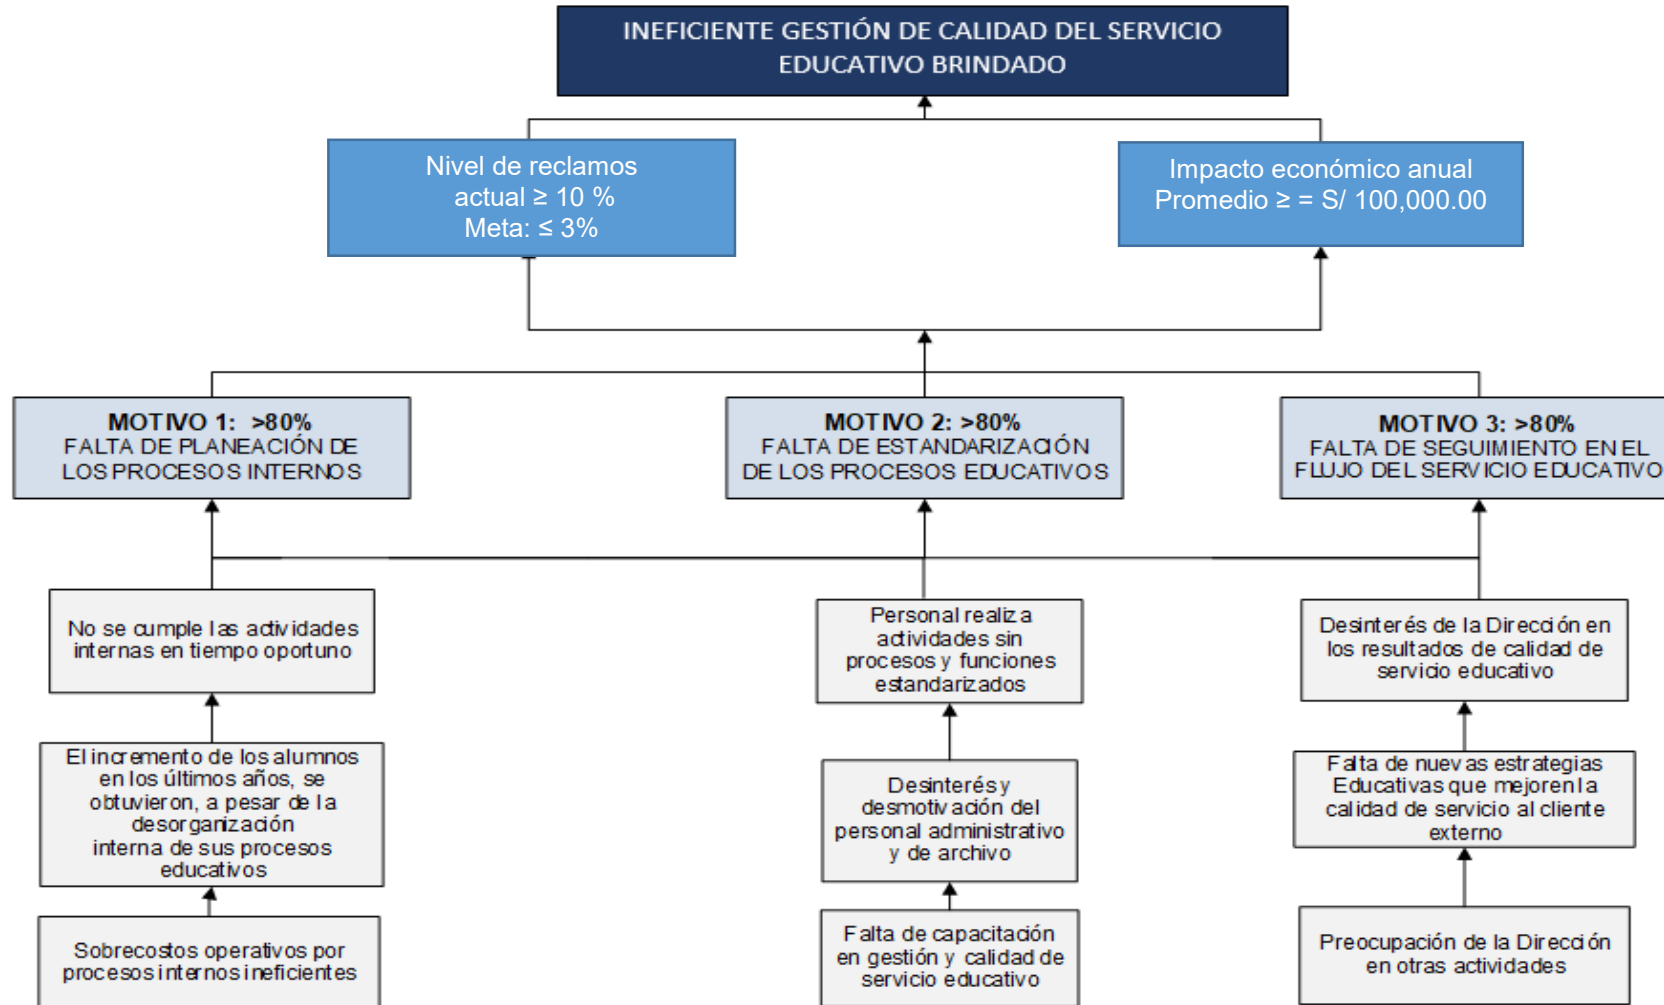 INEFICIENTE GESTIÓN DE CALIDAD DEL SERVICIO
EDUCATIVO BRINDADO
Nivel de reclamos
actual ≥ 10 %
Meta: ≤ 3%
Impacto económico anual
Promedio ≥ = S/ 100,000.00
MOTIVO 1: >80%
FALTA DE PLANEACIÓN DE
LOS PROCESOS INTERNOS
MOTIVO 2: >80%
FALTA DE ESTANDARIZACIÓN
DE LOS PROCESOS EDUCATIVOS
MOTIVO 3: >80%
FALTA DE SEGUIMIENTO EN EL
FLUJO DEL SERVICIO EDUCATIVO
No se cumple las actividades
internas en tiempo oportuno
Personal realiza
actividades sin
procesos y funciones
estandarizados
Desinterés de la Dirección en
los resultados de calidad de
servicio educativo
El incremento de los alumnos
en los últimos años, se
obtuvieron, a pesar de la
desorganización
interna de sus procesos
educativos
Desinterés y
desmotivación del
personal administrativo
y de archivo
Falta de nuevas estrategias
Educativas que mejoren la
calidad de servicio al cliente
externo
Sobrecostos operativos por
procesos internos ineficientes
Falta de capacitación
en gestión y calidad de
servicio educativo
Preocupación de la Dirección
en otras actividades